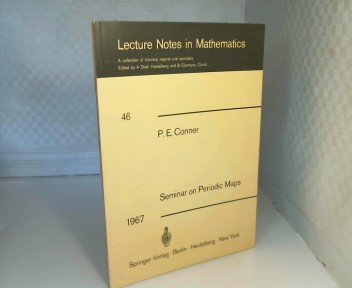 Lecture Notes in Mathematics
A collection of informal reports and seminars
Edited by A. Dold, Heidelberg and B. Eckmann, Zürich
46
P. E. Conner
Seminar on Periodic Maps
1967
Springer-Verlag · Berlin · Heidelberg · New York